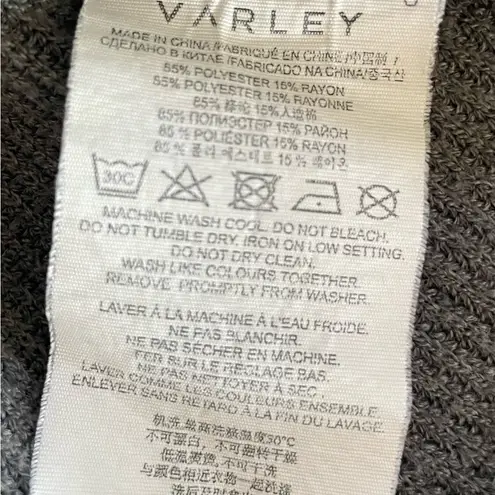 VARLEY
MADE IN CHINA/FABRIQUÉ EN CHINE/中国制
СДЕЛАНО В КИТАЕ/FABRICADO NA CHINA/중국산
85% POLYESTER 15% RAYON
85% POLYESTER 15% RAYONNE
85% 15%人造棉
85% ПОЛИЭСТЕР 15% РАЙОН
85% POLIÉSTER 15% RAYON
85% 폴리 에스테르 15% 레이온
30C
MACHINE WASH COOL. DO NOT BLEACH.
DO NOT TUMBLE DRY. IRON ON LOW SETTING.
DO NOT DRY CLEAN.
WASH LIKE COLOURS TOGETHER.
REMOVE PROMPTLY FROM WASHER.
LAVER À LA MACHINE À L'EAU FROIDE.
NE PAS BLANCHIR.
NE PAS SÉCHER EN MACHINE.
FER SUR LE RÉGLAGE BAS.
NE PAS NETTOYER À SEC.
LAVER COMME LES COULEURS ENSEMBLE.
ENLEVER SANS RETARD À LA FIN DU LAVAGE.
机洗,最高洗涤温度30°C
不可漂白，不可翻转干燥
低温熨烫,不可干洗
与颜色相近衣物一起洗涤